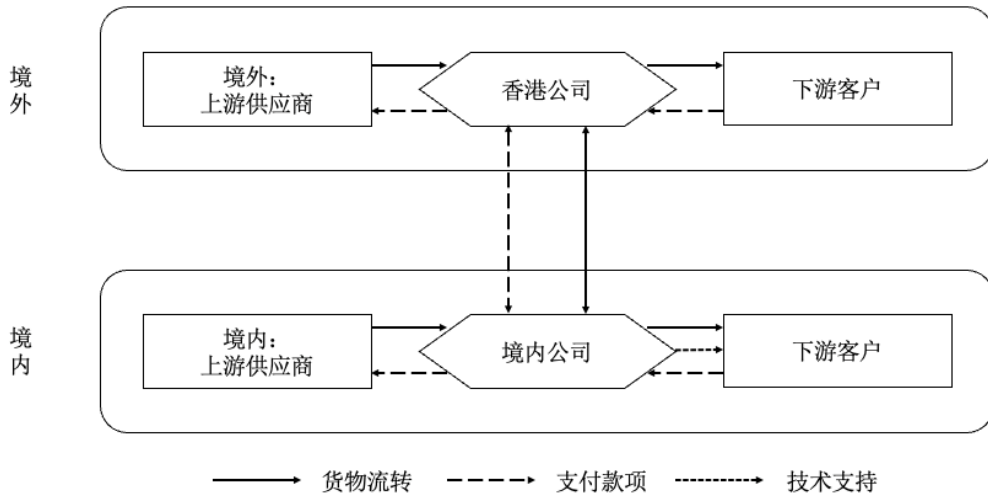 境外
境外：
上游供应商
香港公司
下游客户
境内
境内：
上游供应商
境内公司
下游客户
货物流转
支付款项
技术支持